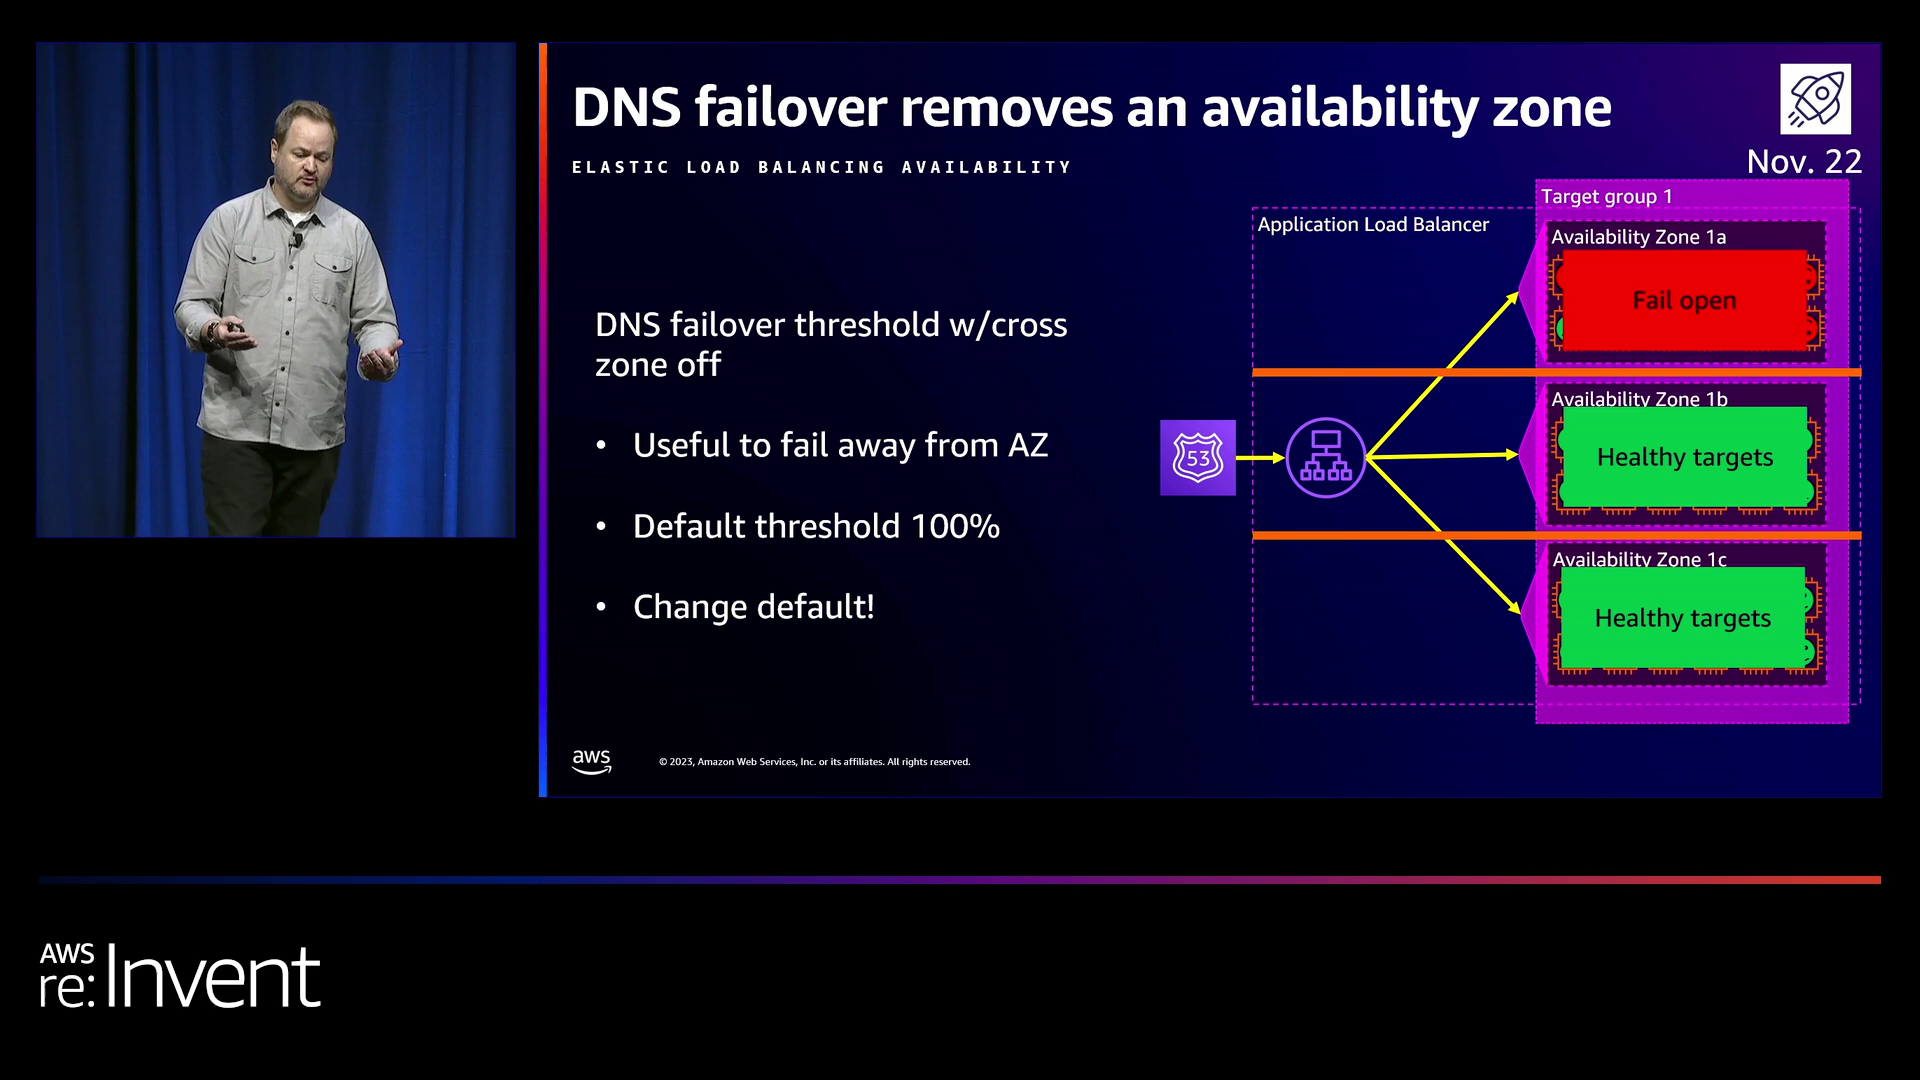 DNS failover removes an availability zone
ELASTIC LOAD BALANCING AVAILABILITY
Nov. 22
DNS failover threshold w/cross
zone off
• Useful to fail away from AZ
• Default threshold 100%
• Change default!
53
Application Load Balancer
Target group 1
Availability Zone 1a
Fail open
Availability Zone 1b
Healthy targets
Availability Zone 1c
Healthy targets
aws
© 2023, Amazon Web Services, Inc. or its affiliates. All rights reserved.
AWS
re:Invent